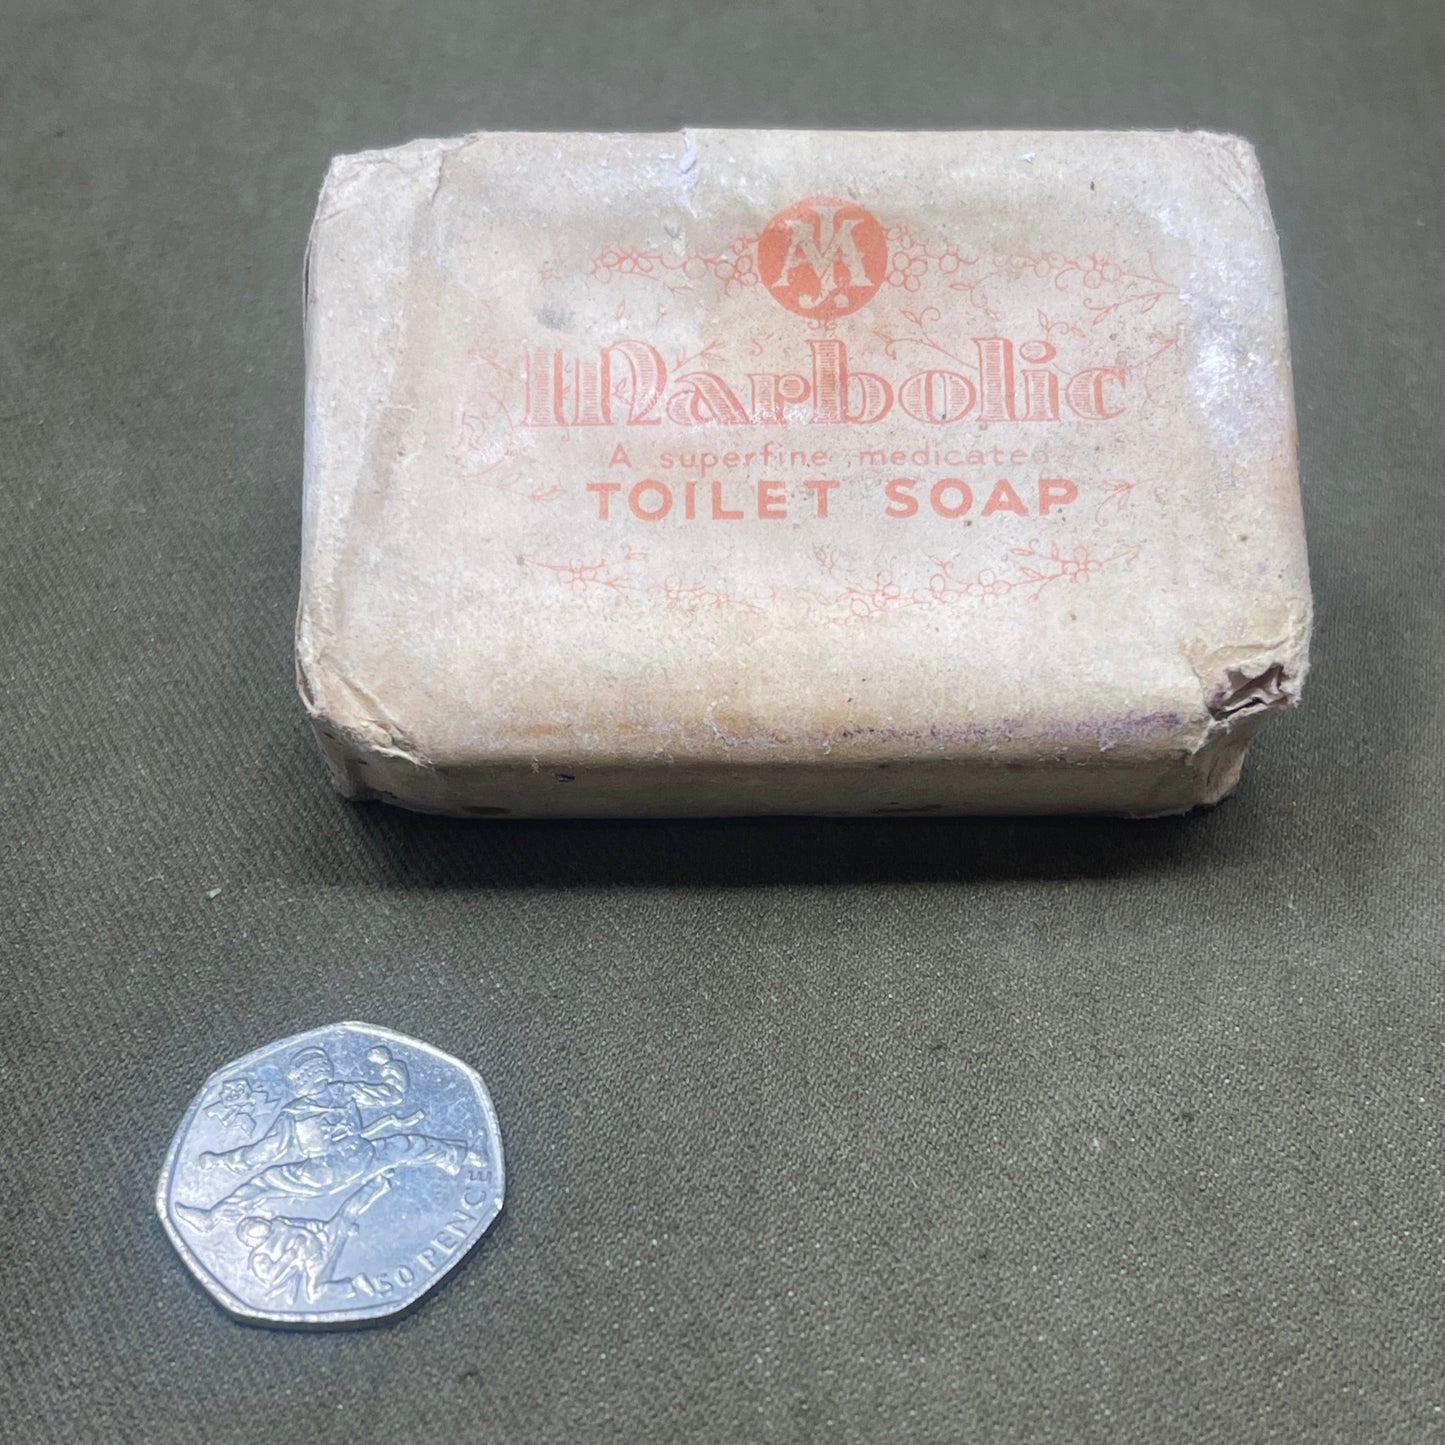 Marbolic
A superfine medicated
TOILET SOAP
50 PENCE